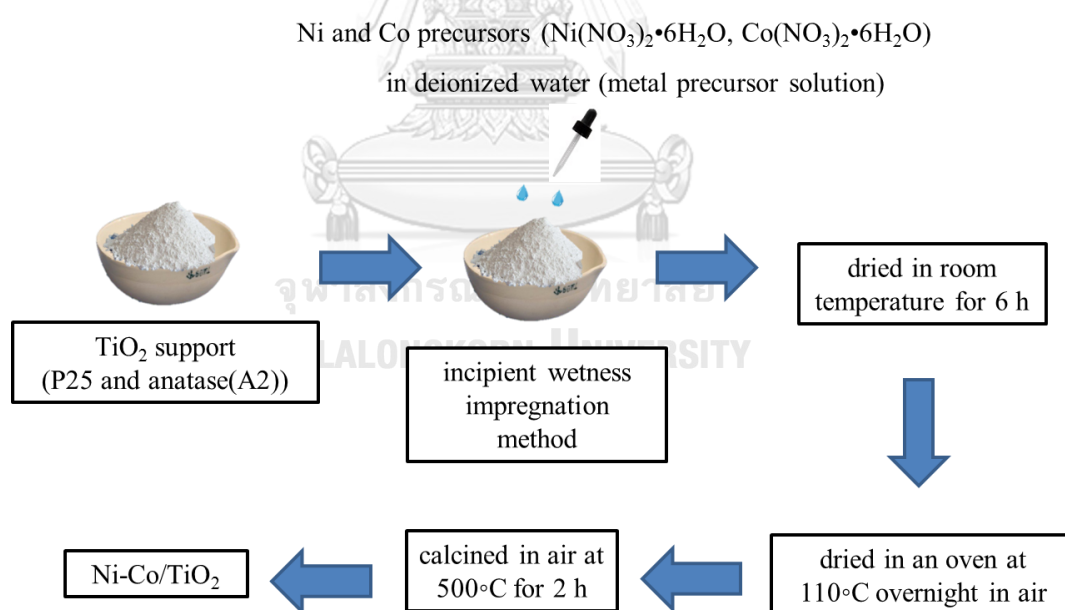 Ni and Co precursors (Ni(NO₃)₂•6H₂O, Co(NO₃)₂•6H₂O)
in deionized water (metal precursor solution)
TiO₂ support
(P25 and anatase(A2))
incipient wetness
impregnation
method
dried in room
temperature for 6 h
dried in an oven at
110◦C overnight in air
calcined in air at
500◦C for 2 h
Ni-Co/TiO₂